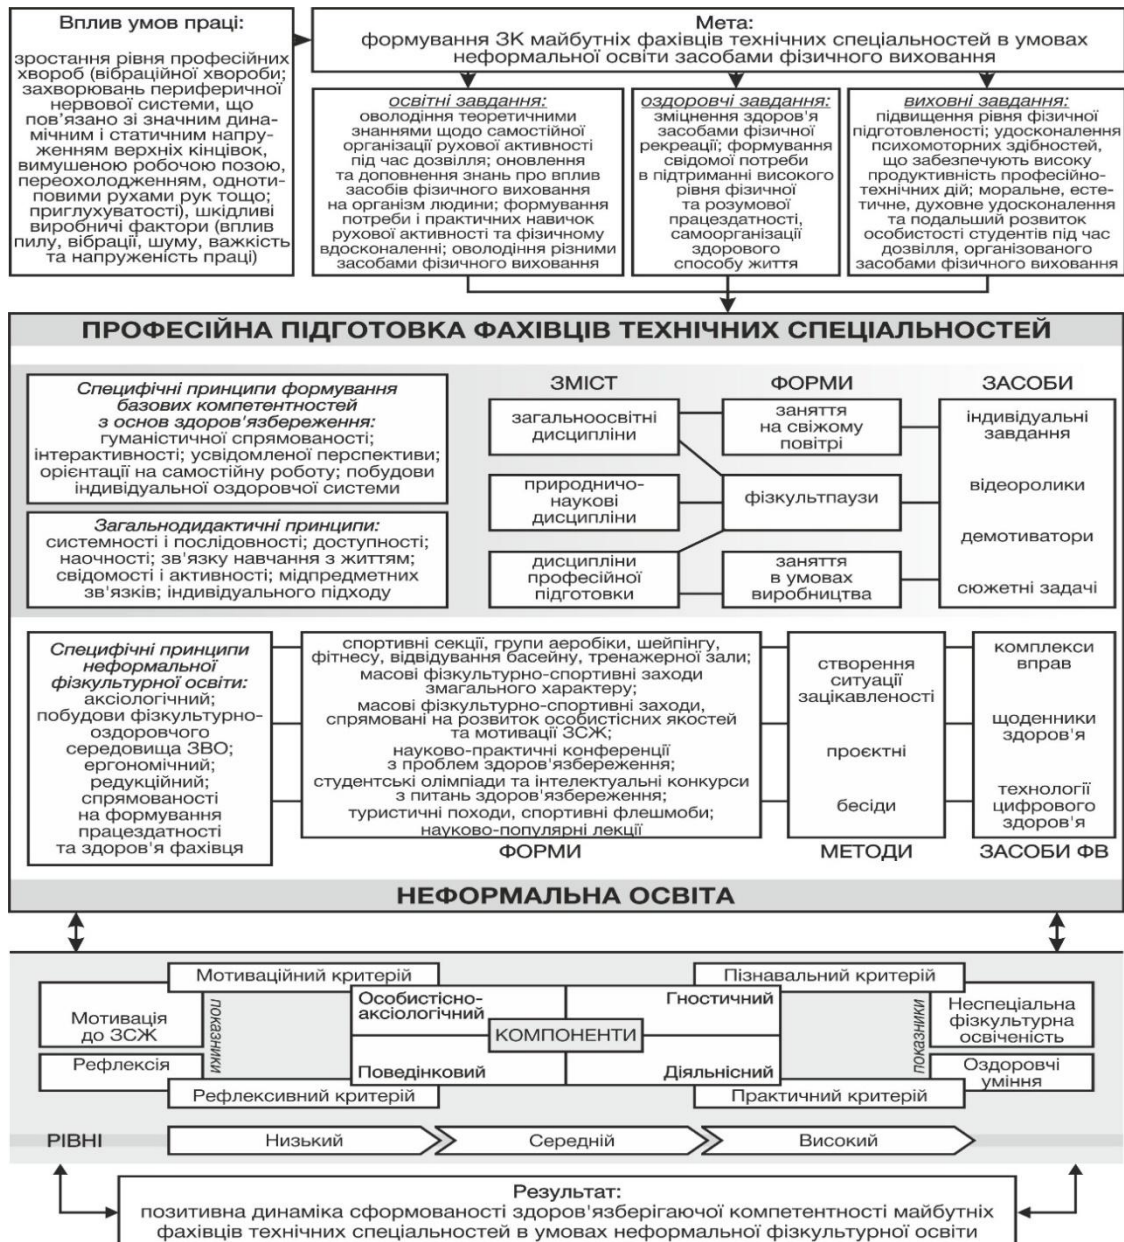 Вплив умов праці:
зростання рівня професійних
хвороб (вібраційної хвороби;
захворювань периферичної
нервової системи, що
пов'язано зі значним дина-
мічним і статичним напру-
женням верхніх кінцівок,
вимушеною робочою позою,
переохолодженням, одноти-
повими рухами рук тощо;
приглухуватості), шкідливі
виробничі фактори (вплив
пилу, вібрації, шуму, важкість
та напруженість праці)
Мета:
формування ЗК майбутніх фахівців технічних спеціальностей в умовах
неформальної освіти засобами фізичного виховання
освітні завдання:
оволодіння теоретичними
знаннями щодо самостійної
організації рухової активності
під час дозвілля; оновлення
та доповнення знань про вплив
засобів фізичного виховання
на організм людини; формування
потреби і практичних навичок
рухової активності та фізичному
вдосконаленні; оволодіння різними
засобами фізичного виховання
оздоровчі завдання:
зміцнення здоров'я
засобами фізичної
рекреації; формування
свідомої потреби
в підтриманні високого
рівня фізичної
та розумової
працездатності,
самоорганізації
здорового
способу життя
виховні завдання:
підвищення рівня фізичної
підготовленості; удосконалення
психомоторних здібностей,
що забезпечують високу
продуктивність професійно-
технічних дій; моральне, есте-
тичне, духовне удосконалення
та подальший розвиток
особистості студентів під час
дозвілля, організованого
засобами фізичного виховання
ПРОФЕСІЙНА ПІДГОТОВКА ФАХІВЦІВ ТЕХНІЧНИХ СПЕЦІАЛЬНОСТЕЙ
Специфічні принципи формування
базових компетентностей
з основ здоров'язбереження:
гуманістичної спрямованості;
інтерактивності; усвідомленої перспективи;
орієнтації на самостійну роботу; побудови
індивідуальної оздоровчої системи
Загальнодидактичні принципи:
системності і послідовності; доступності;
наочності; зв'язку навчання з життям;
свідомості і активності; мідпредметних
зв'язків; індивідуального підходу
ЗМІСТ
загальноосвітні
дисципліни
природничо-
наукові
дисципліни
дисципліни
професійної
підготовки
ФОРМИ
заняття
на свіжому
повітрі
фізкультпаузи
заняття
в умовах
виробництва
ЗАСОБИ
індивідуальні
завдання
відеоролики
демотиватори
сюжетні задачі
Специфічні принципи
неформальної
фізкультурної освіти:
аксіологічний;
побудови фізкультурно-
оздоровчого
середовища ЗВО;
ергономічний;
редукційний;
спрямованості
на формування
працездатності
та здоров'я фахівця
спортивні секції, групи аеробіки, шейпінгу,
фітнесу, відвідування басейну, тренажерної зали;
масові фізкультурно-спортивні заходи
змагального характеру;
масові фізкультурно-спортивні заходи,
спрямовані на розвиток особистісних якостей
та мотивації ЗСЖ;
науково-практичні конференції
з проблем здоров'язбереження;
студентські олімпіади та інтелектуальні конкурси
з питань здоров'язбереження;
туристичні походи, спортивні флешмоби;
науково-популярні лекції
ФОРМИ
створення
ситуації
зацікавленості
проєктні
бесіди
МЕТОДИ
комплекси
вправ
щоденники
здоров'я
технології
цифрового
здоров'я
ЗАСОБИ ФВ
НЕФОРМАЛЬНА ОСВІТА
Мотиваційний критерій
Пізнавальний критерій
Мотивація
до ЗСЖ
Рефлексія
показники
Особистісно-
аксіологічний
Гностичний
КОМПОНЕНТИ
Поведінковий
Діяльнісний
показники
Неспеціальна
фізкультурна
освіченість
Оздоровчі
уміння
Рефлексивний критерій
Практичний критерій
РІВНІ
Низький
Середній
Високий
Результат:
позитивна динаміка сформованості здоров'язберігаючої компетентності майбутніх
фахівців технічних спеціальностей в умовах неформальної фізкультурної освіти